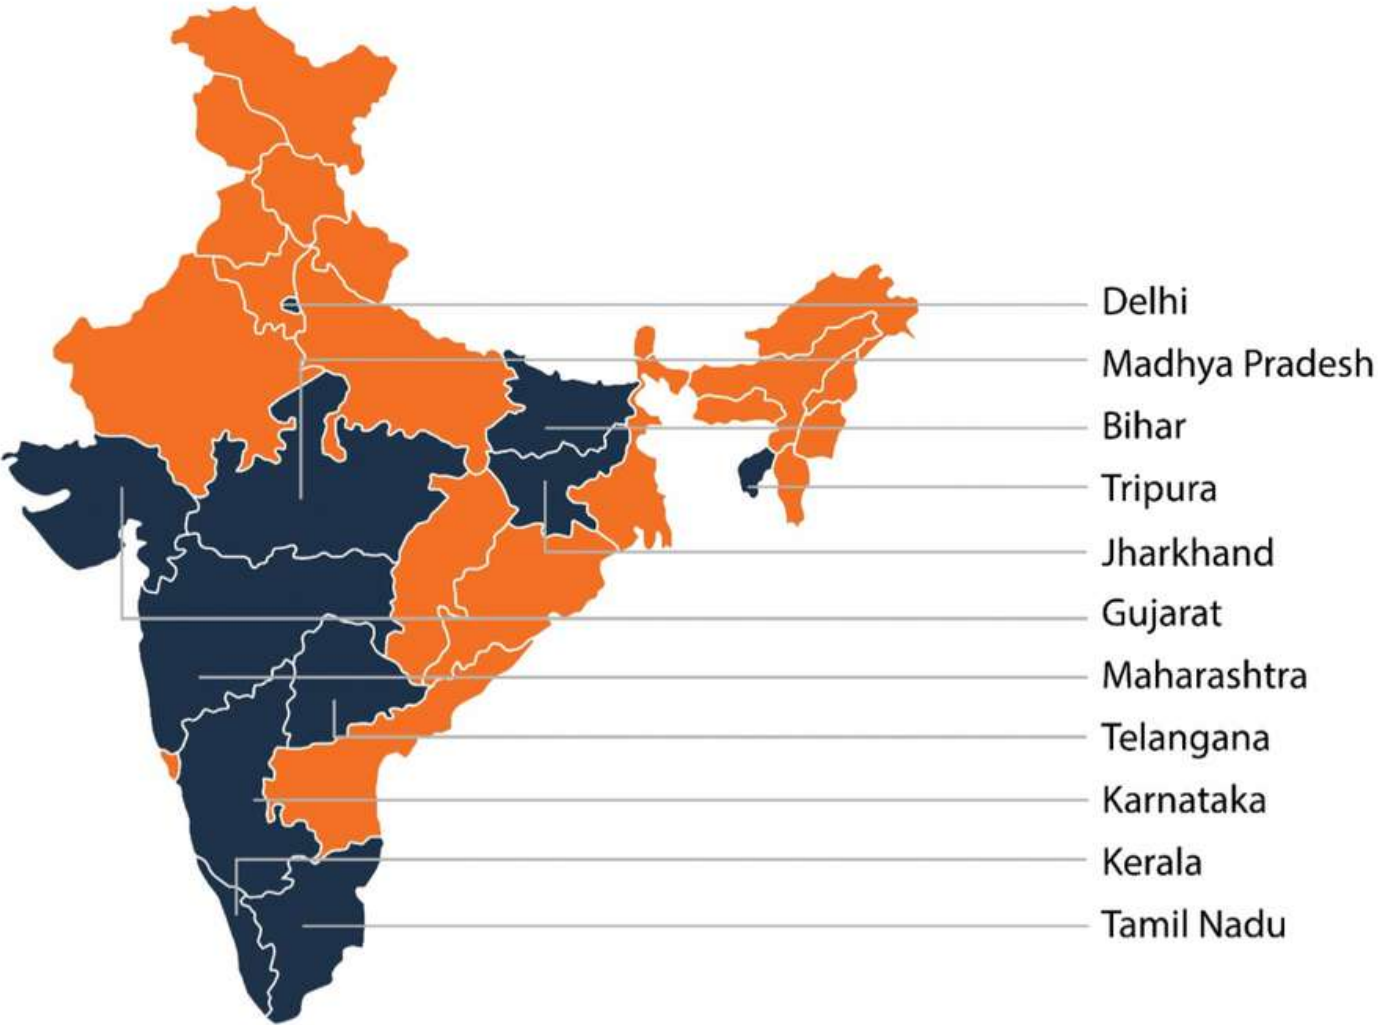 Delhi
Madhya Pradesh
Bihar
Tripura
Jharkhand
Gujarat
Maharashtra
Telangana
Karnataka
Kerala
Tamil Nadu